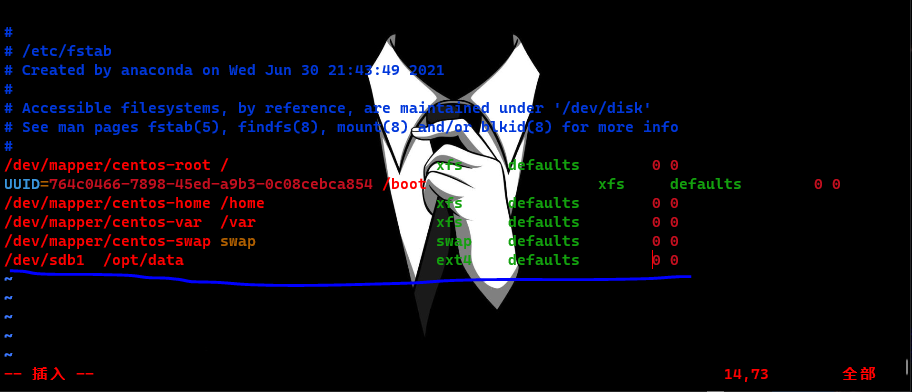 #
# /etc/fstab
# Created by anaconda on Wed Jun 30 21:43:49 2021
#
# Accessible filesystems, by reference, are maintained under '/dev/disk'
# See man pages fstab(5), findfs(8), mount(8) and/or blkid(8) for more info
#
/dev/mapper/centos-root / xfs defaults 0 0
UUID=764c0466-7898-45ed-a9b3-0c08cebca854 /boot xfs defaults 0 0
/dev/mapper/centos-home /home xfs defaults 0 0
/dev/mapper/centos-var /var xfs defaults 0 0
/dev/mapper/centos-swap swap swap defaults 0 0
/dev/sdb1 /opt/data ext4 defaults 0 0
~
~
~
~
~
-- 插入 -- 14,73 全部